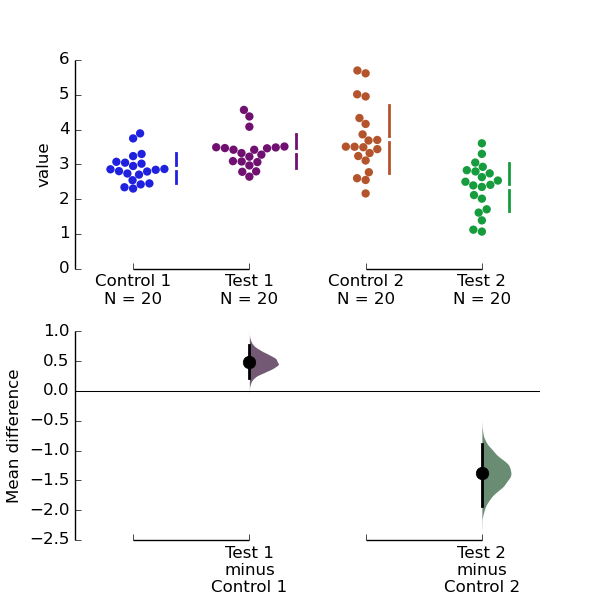 6
5
4
3
2
1
0
value
Control 1
N = 20
Test 1
N = 20
Control 2
N = 20
Test 2
N = 20
1.0
0.5
0.0
−0.5
−1.0
−1.5
−2.0
−2.5
Mean difference
Test 1
minus
Control 1
Test 2
minus
Control 2